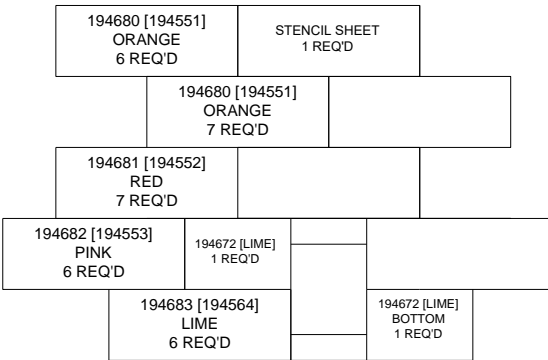 194680 [194551]
ORANGE
6 REQ'D
STENCIL SHEET
1 REQ'D
194680 [194551]
ORANGE
7 REQ'D
194681 [194552]
RED
7 REQ'D
194682 [194553]
PINK
6 REQ'D
194672 [LIME]
1 REQ'D
194683 [194564]
LIME
6 REQ'D
194672 [LIME]
BOTTOM
1 REQ'D